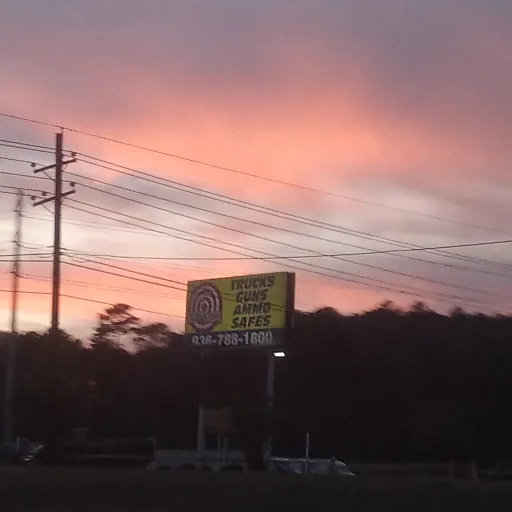 TRUCKS
GUNS
AMMO
SAFES
936-788-1800